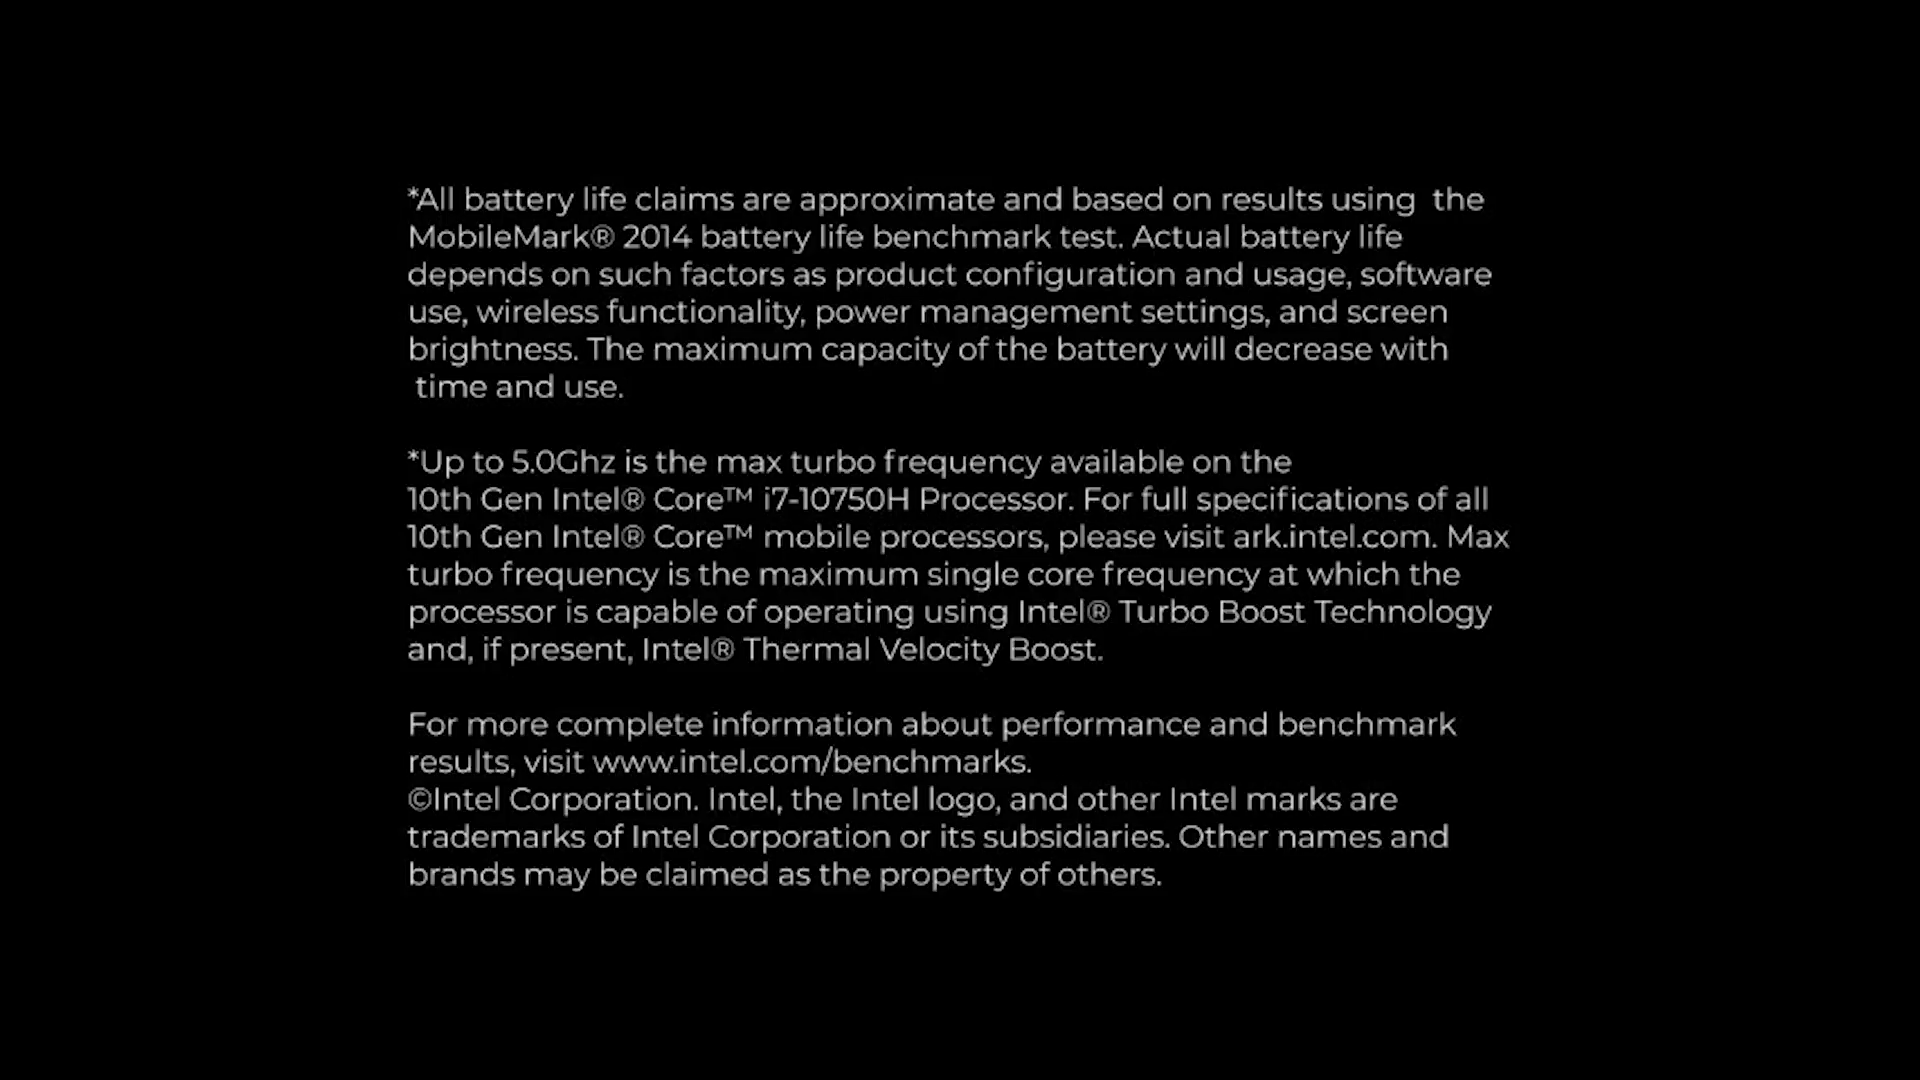 *All battery life claims are approximate and based on results using  the
MobileMark® 2014 battery life benchmark test. Actual battery life
depends on such factors as product configuration and usage, software
use, wireless functionality, power management settings, and screen
brightness. The maximum capacity of the battery will decrease with
time and use.
*Up to 5.0Ghz is the max turbo frequency available on the
10th Gen Intel® Core™ i7-10750H Processor. For full specifications of all
10th Gen Intel® Core™ mobile processors, please visit ark.intel.com. Max
turbo frequency is the maximum single core frequency at which the
processor is capable of operating using Intel® Turbo Boost Technology
and, if present, Intel® Thermal Velocity Boost.
For more complete information about performance and benchmark
results, visit www.intel.com/benchmarks.
©Intel Corporation. Intel, the Intel logo, and other Intel marks are
trademarks of Intel Corporation or its subsidiaries. Other names and
brands may be claimed as the property of others.